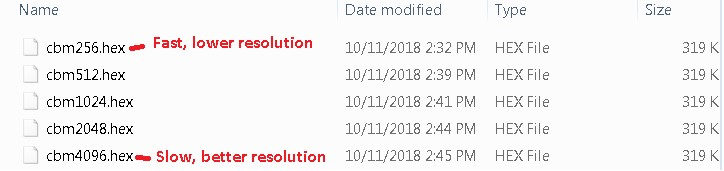 Name Date modified Type Size
cbm256.hex Fast, lower resolution 10/11/2018 2:32 PM HEX File 319 K
cbm512.hex 10/11/2018 2:39 PM HEX File 319 K
cbm1024.hex 10/11/2018 2:41 PM HEX File 319 K
cbm2048.hex 10/11/2018 2:44 PM HEX File 319 K
cbm4096.hex Slow, better resolution 10/11/2018 2:45 PM HEX File 319 K